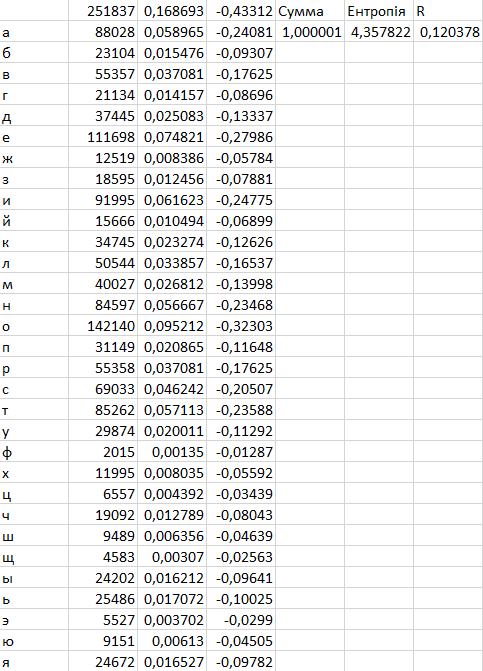 251837 0,168693 -0,43312 Сумма Ентропія R
а 88028 0,058965 -0,24081 1,000001 4,357822 0,120378
б 23104 0,015476 -0,09307
в 55357 0,037081 -0,17625
г 21134 0,014157 -0,08696
д 37445 0,025083 -0,13337
е 111698 0,074821 -0,27986
ж 12519 0,008386 -0,05784
з 18595 0,012456 -0,07881
и 91995 0,061623 -0,24775
й 15666 0,010494 -0,06899
к 34745 0,023274 -0,12626
л 50544 0,033857 -0,16537
м 40027 0,026812 -0,13998
н 84597 0,056667 -0,23468
о 142140 0,095212 -0,32303
п 31149 0,020865 -0,11648
р 55358 0,037081 -0,17625
с 69033 0,046242 -0,20507
т 85262 0,057113 -0,23588
у 29874 0,020011 -0,11292
ф 2015 0,00135 -0,01287
х 11995 0,008035 -0,05592
ц 6557 0,004392 -0,03439
ч 19092 0,012789 -0,08043
ш 9489 0,006356 -0,04639
щ 4583 0,00307 -0,02563
ы 24202 0,016212 -0,09641
ь 25486 0,017072 -0,10025
э 5527 0,003702 -0,0299
ю 9151 0,00613 -0,04505
я 24672 0,016527 -0,09782